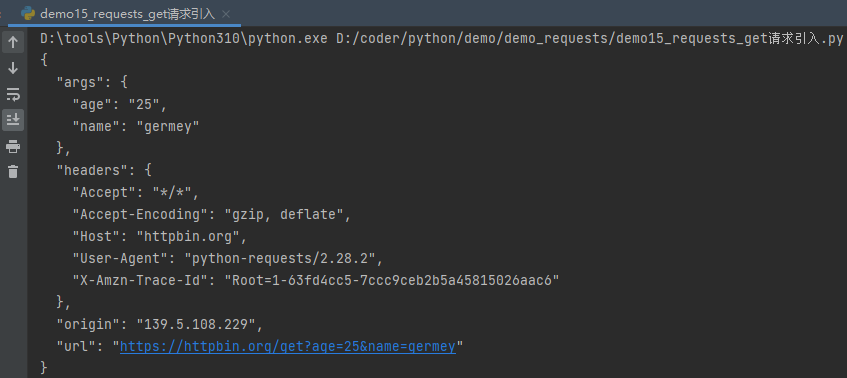 demo15_requests_get请求引入
D:\tools\Python\Python310\python.exe D:/coder/python/demo/demo_requests/demo15_requests_get请求引入.py
{
  "args": {
    "age": "25",
    "name": "germey"
  },
  "headers": {
    "Accept": "*/*",
    "Accept-Encoding": "gzip, deflate",
    "Host": "httpbin.org",
    "User-Agent": "python-requests/2.28.2",
    "X-Amzn-Trace-Id": "Root=1-63fd4cc5-7ccc9ceb2b5a45815026aac6"
  },
  "origin": "139.5.108.229",
  "url": "https://httpbin.org/get?age=25&name=germey"
}